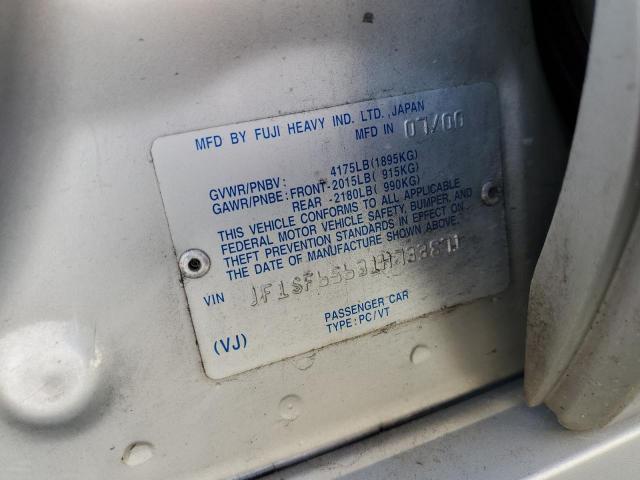 MFD BY FUJI HEAVY IND. LTD., JAPAN
MFD IN 07/00
GVWR/PNBV: 4175LB(1895KG)
GAWR/PNBE: FRONT-2015LB( 915KG)
REAR -2180LB( 990KG)
THIS VEHICLE CONFORMS TO ALL APPLICABLE
FEDERAL MOTOR VEHICLE SAFETY, BUMPER, AND
THEFT PREVENTION STANDARDS IN EFFECT ON
THE DATE OF MANUFACTURE SHOWN ABOVE.
VIN
PASSENGER CAR
(VJ) TYPE: PC/VT